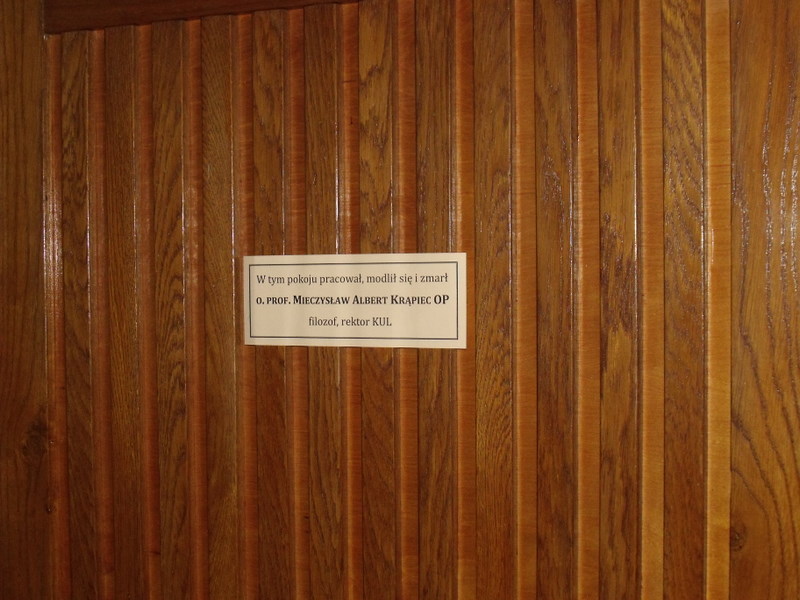 W tym pokoju pracował, modlił się i zmarł
O. PROF. MIECZYSŁAW ALBERT KRĄPIEC OP
filozof, rektor KUL